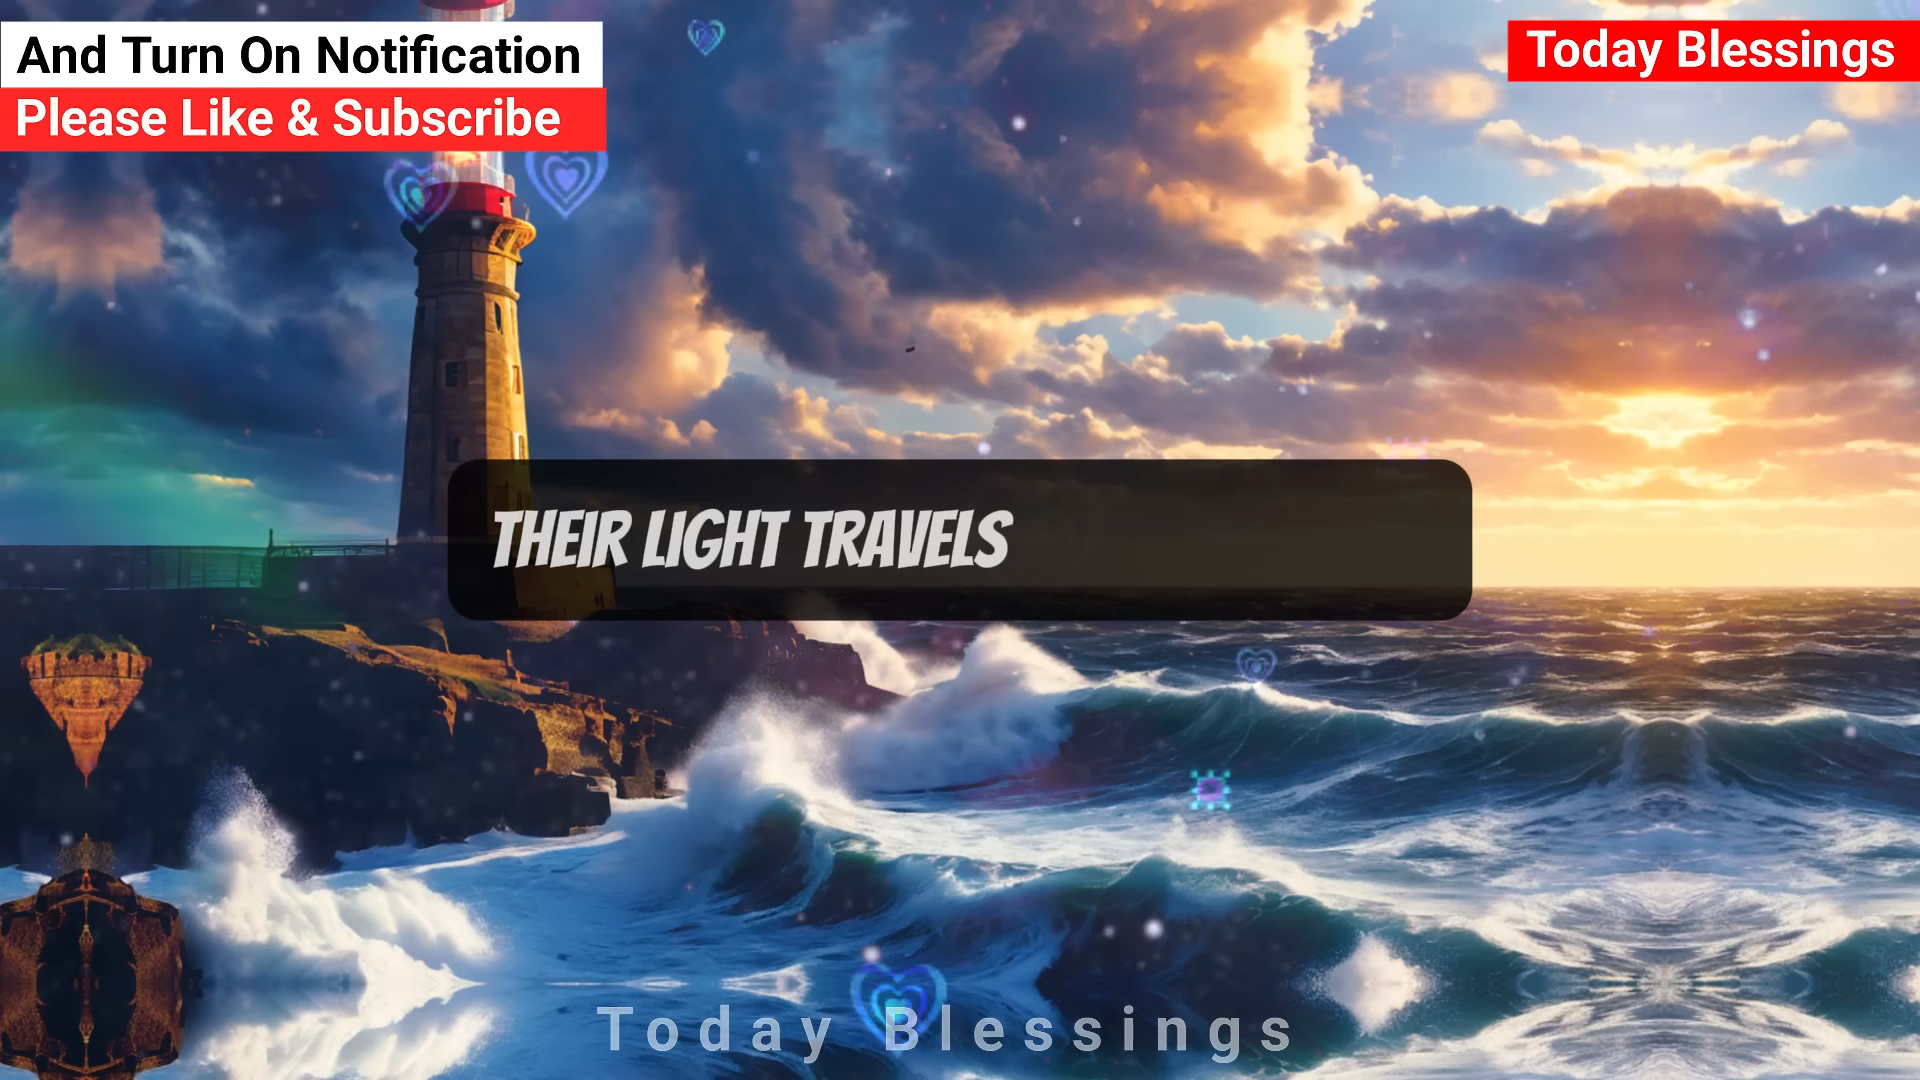 And Turn On Notification
Please Like & Subscribe
Today Blessings
THEIR LIGHT TRAVELS
Today Blessings